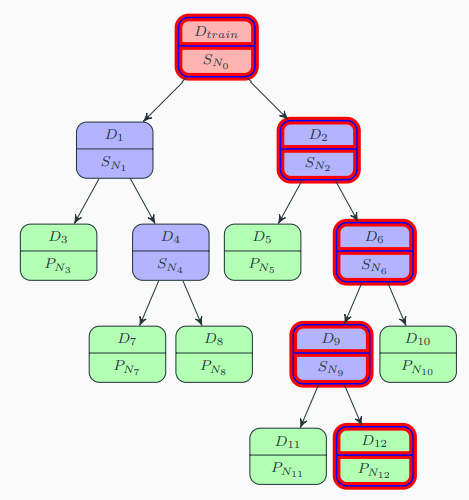 D_{train}
S_{N_0}
D_1
S_{N_1}
D_2
S_{N_2}
D_3
P_{N_3}
D_4
S_{N_4}
D_5
P_{N_5}
D_6
S_{N_6}
D_7
P_{N_7}
D_8
P_{N_8}
D_9
S_{N_9}
D_{10}
P_{N_{10}}
D_{11}
P_{N_{11}}
D_{12}
P_{N_{12}}